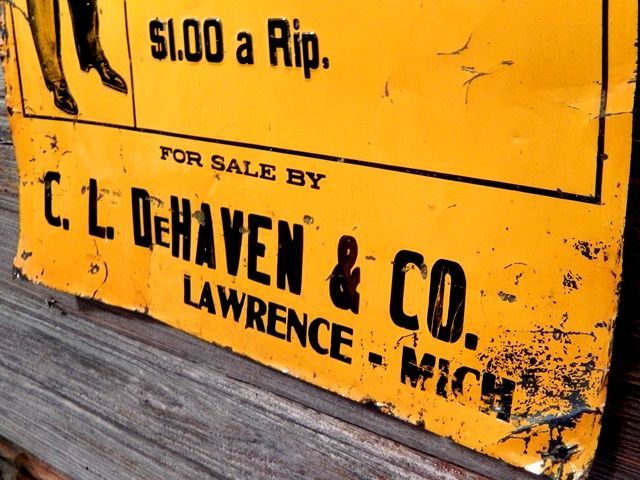 $1.00 a Rip.
FOR SALE BY
C. L. DeHAVEN & CO.
LAWRENCE - MICH